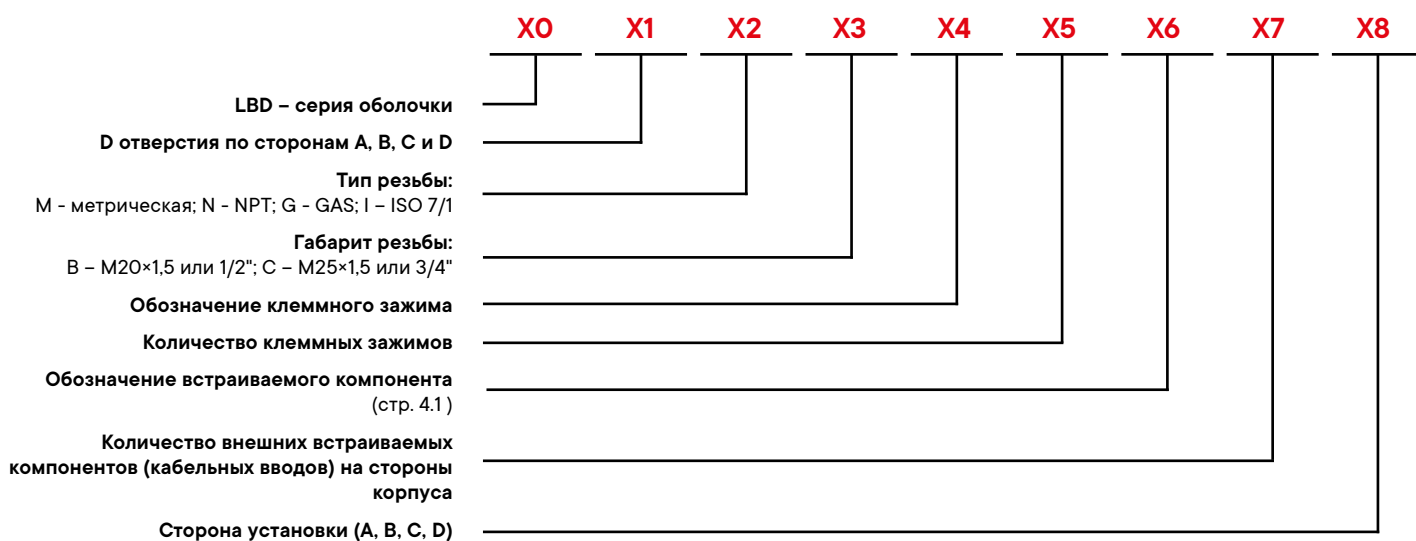 X0 X1 X2 X3 X4 X5 X6 X7 X8
LBD – серия оболочки
D отверстия по сторонам A, B, C и D
Тип резьбы:
M - метрическая; N - NPT; G - GAS; I – ISO 7/1
Габарит резьбы:
B – M20×1,5 или 1/2"; C – M25×1,5 или 3/4"
Обозначение клеммного зажима
Количество клеммных зажимов
Обозначение встраиваемого компонента
(стр. 4.1 )
Количество внешних встраиваемых
компонентов (кабельных вводов) на стороны
корпуса
Сторона установки (A, B, C, D)